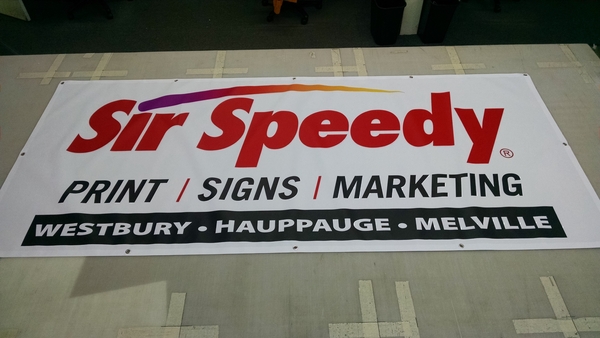 Sir Speedy®
PRINT / SIGNS / MARKETING
WESTBURY • HAUPPAUGE • MELVILLE